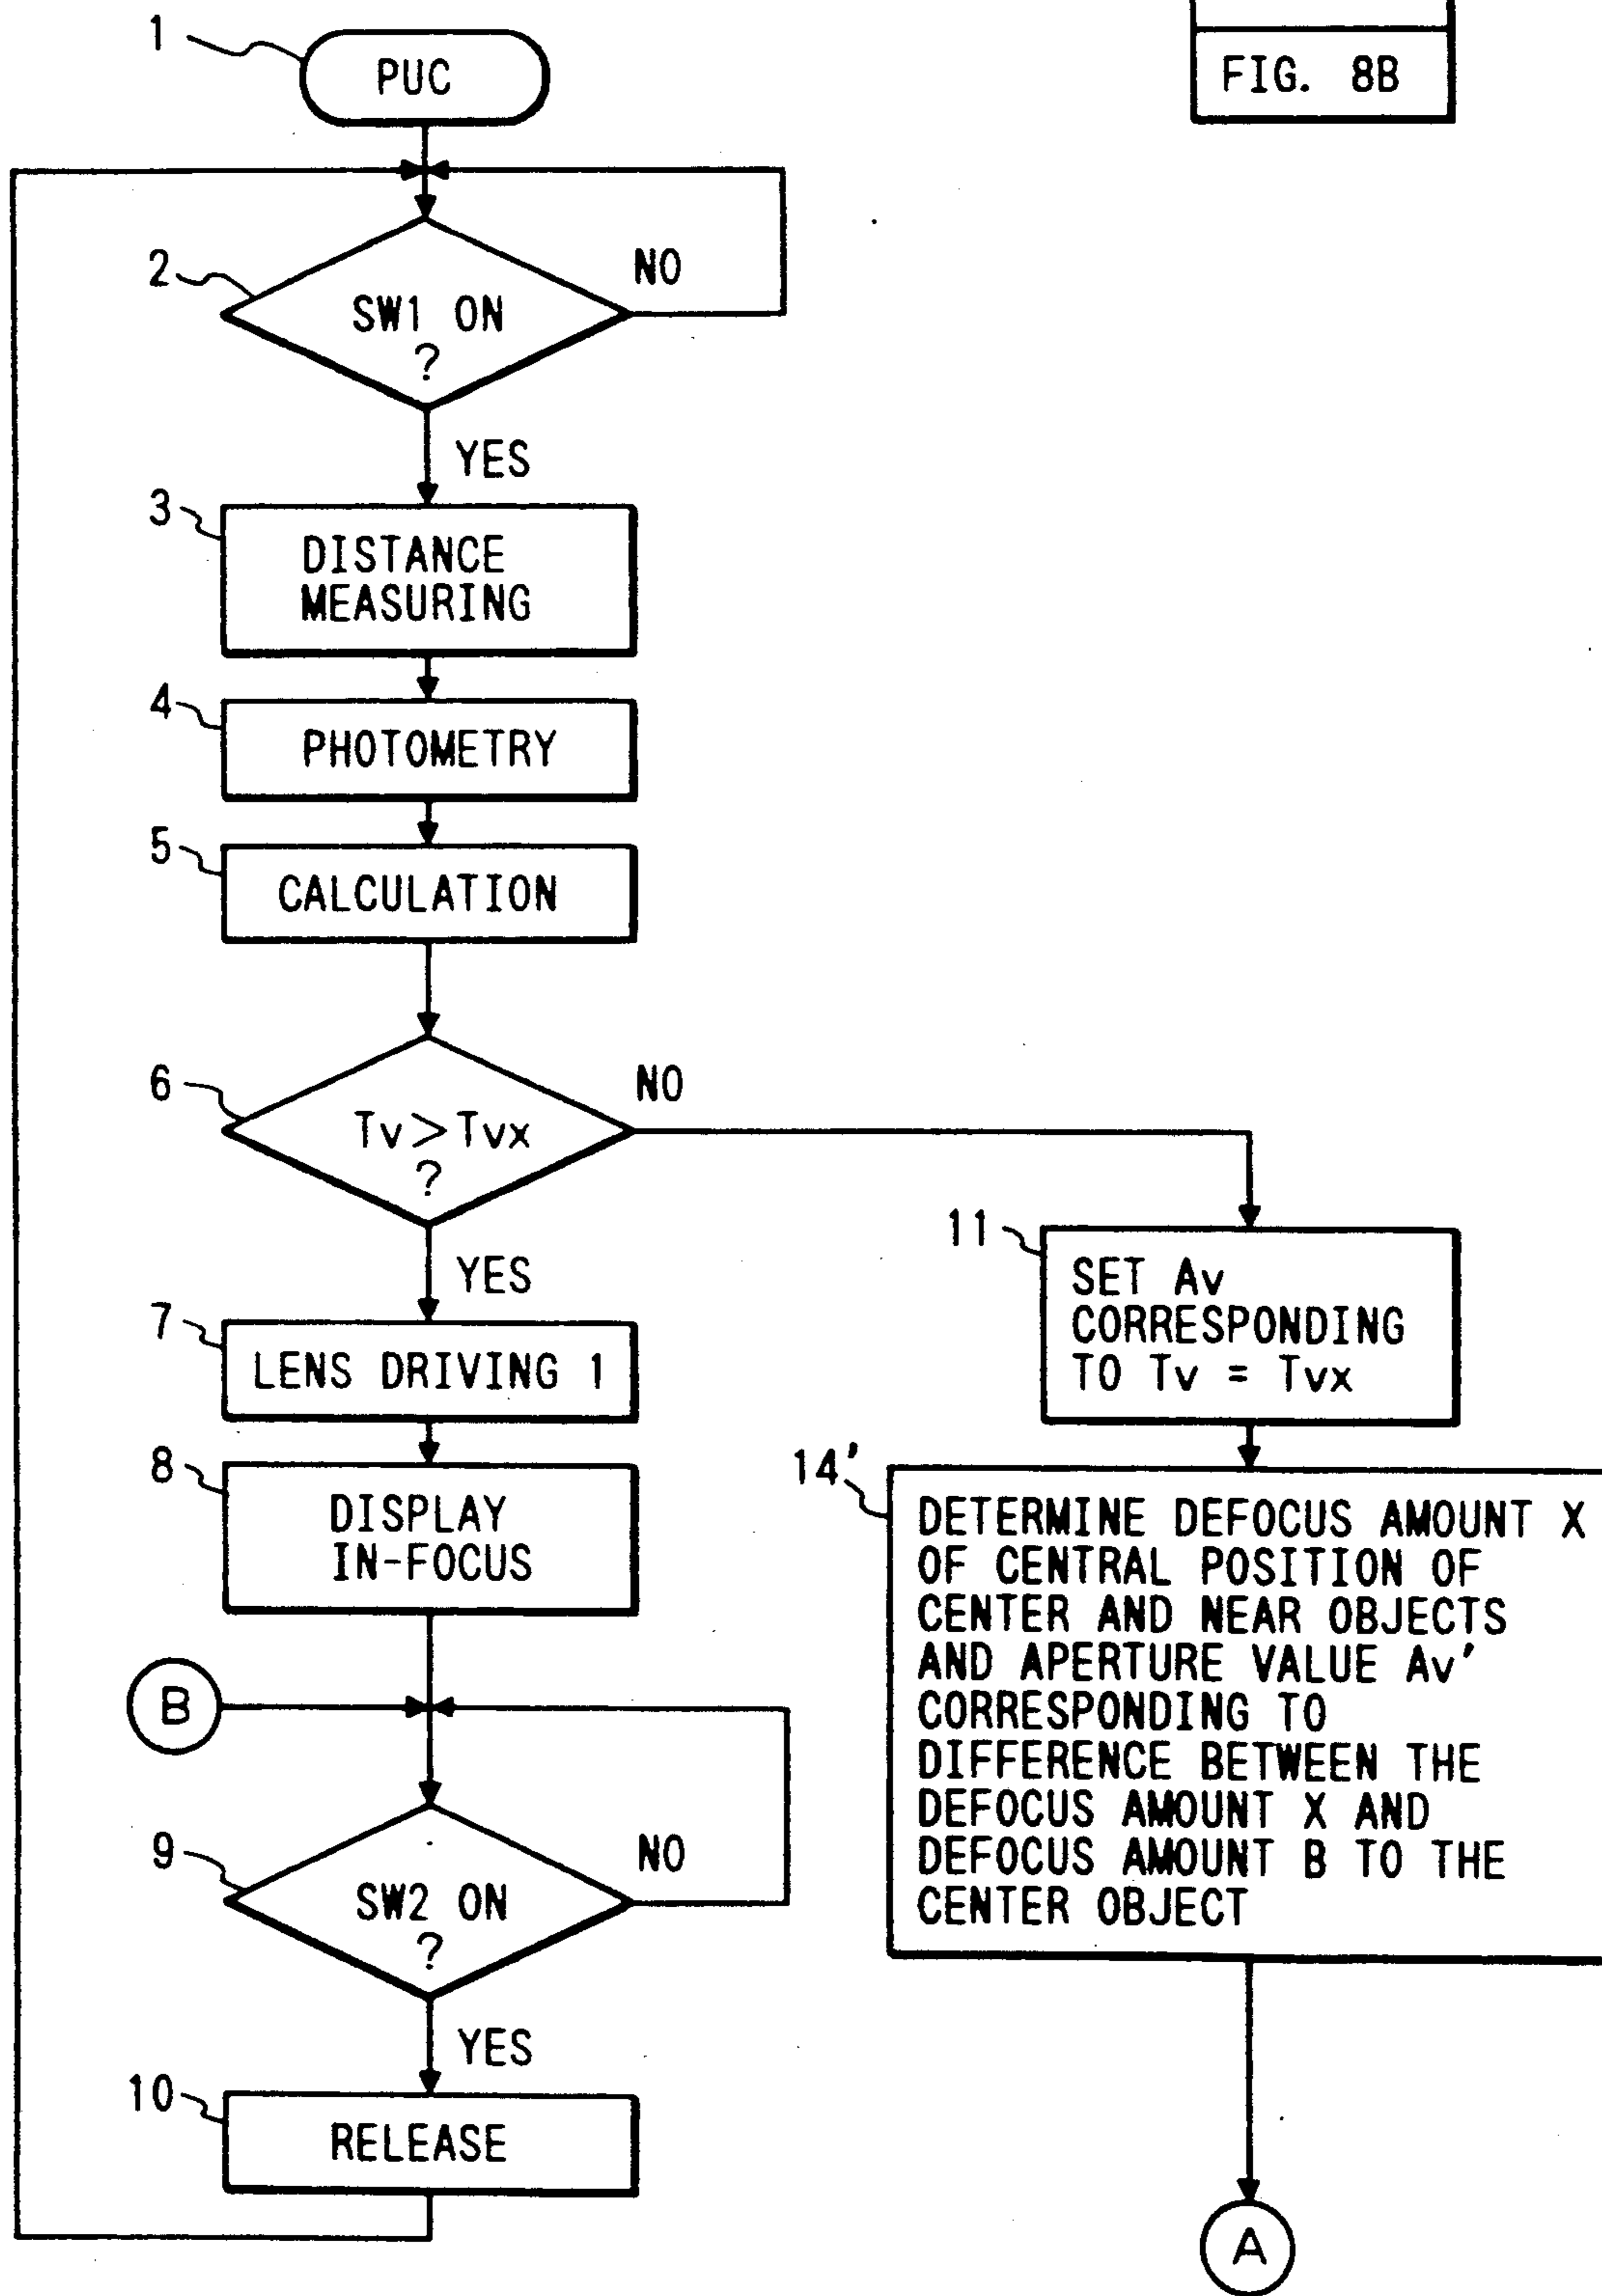 FIG. 8B
1
PUC
2
SW1 ON
?
NO
YES
3
DISTANCE
MEASURING
4
PHOTOMETRY
5
CALCULATION
6
Tv > Tvx
?
NO
YES
7
LENS DRIVING 1
8
DISPLAY
IN-FOCUS
B
9
SW2 ON
?
NO
YES
10
RELEASE
11
SET Av
CORRESPONDING
TO Tv = Tvx
14'
DETERMINE DEFOCUS AMOUNT X
OF CENTRAL POSITION OF
CENTER AND NEAR OBJECTS
AND APERTURE VALUE Av'
CORRESPONDING TO
DIFFERENCE BETWEEN THE
DEFOCUS AMOUNT X AND
DEFOCUS AMOUNT B TO THE
CENTER OBJECT
A